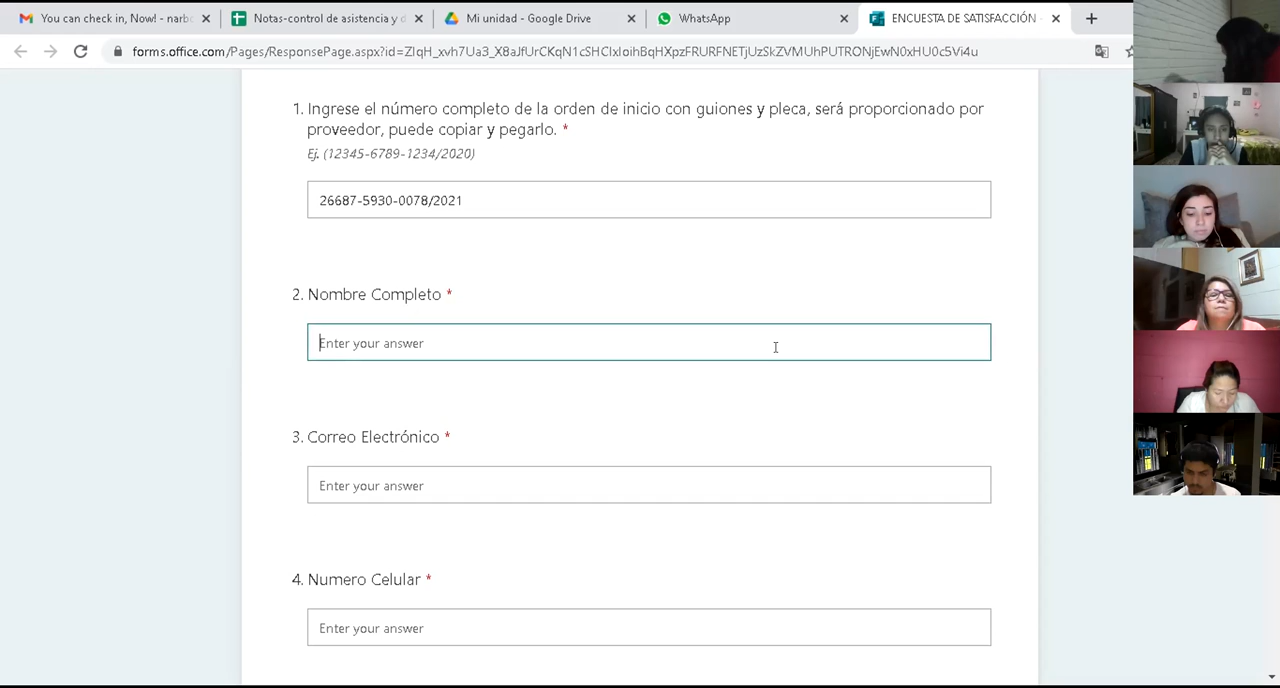 You can check in, Now! - narb
Notas-control de asistencia y d
Mi unidad - Google Drive
WhatsApp
ENCUESTA DE SATISFACCIÓN
forms.office.com/Pages/ResponsePage.aspx?id=
1. Ingrese el número completo de la orden de inicio con guiones y pleca, será proporcionado por
proveedor, puede copiar y pegarlo. *
Ej. (12345-6789-1234/2020)
26687-5930-0078/2021
2. Nombre Completo *
Enter your answer
3. Correo Electrónico *
Enter your answer
4. Numero Celular *
Enter your answer